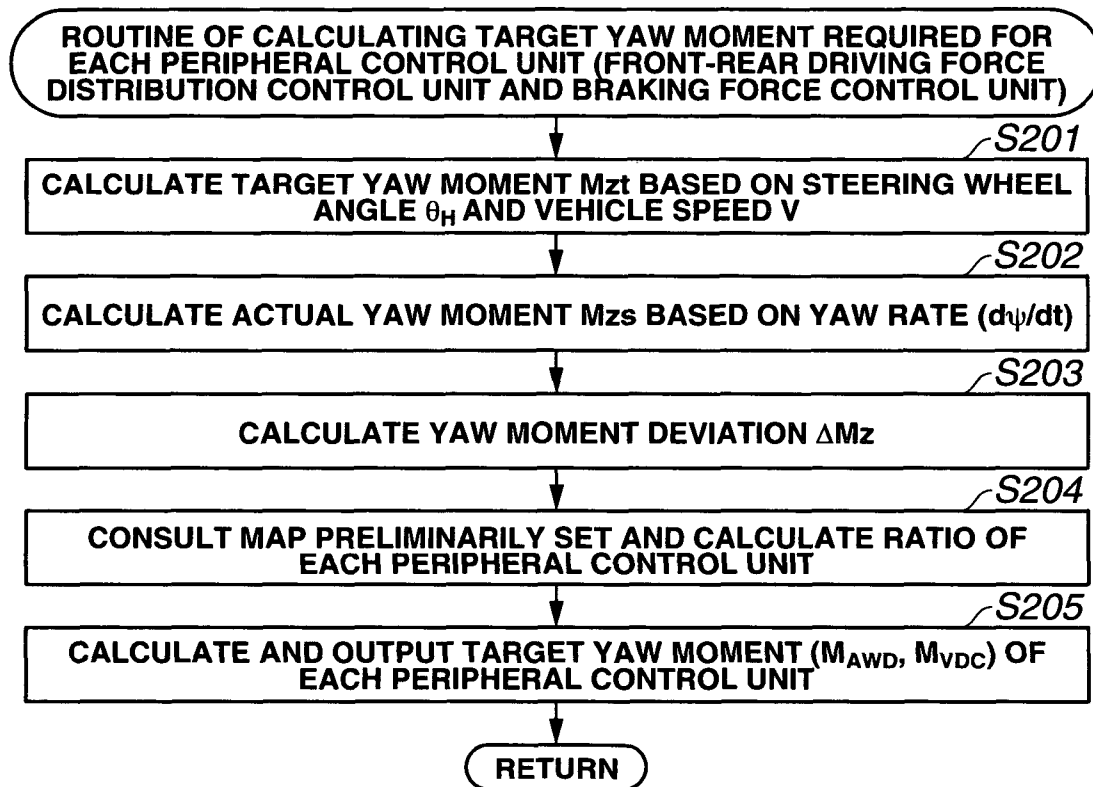 ROUTINE OF CALCULATING TARGET YAW MOMENT REQUIRED FOR
EACH PERIPHERAL CONTROL UNIT (FRONT-REAR DRIVING FORCE
DISTRIBUTION CONTROL UNIT AND BRAKING FORCE CONTROL UNIT)
S201
CALCULATE TARGET YAW MOMENT Mzt BASED ON STEERING WHEEL
ANGLE θH AND VEHICLE SPEED V
S202
CALCULATE ACTUAL YAW MOMENT Mzs BASED ON YAW RATE (dψ/dt)
S203
CALCULATE YAW MOMENT DEVIATION ΔMz
S204
CONSULT MAP PRELIMINARILY SET AND CALCULATE RATIO OF
EACH PERIPHERAL CONTROL UNIT
S205
CALCULATE AND OUTPUT TARGET YAW MOMENT (MAWD, MVDC) OF
EACH PERIPHERAL CONTROL UNIT
RETURN